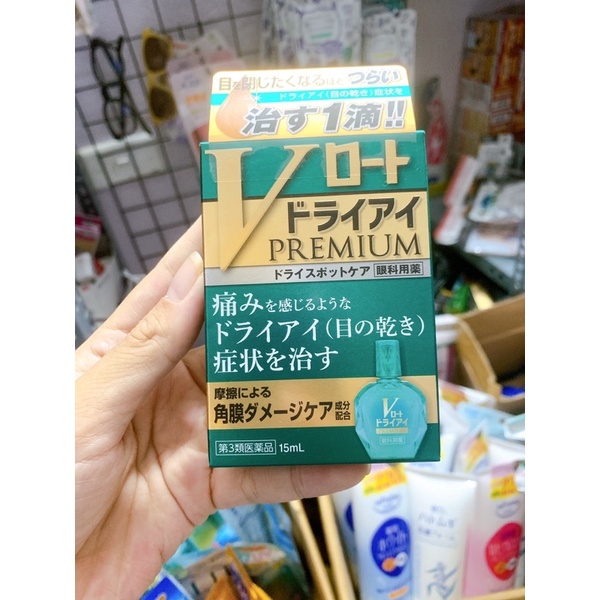 目を閉じたくなるほどつらい
ドライアイ(目の乾き)症状を
治す1滴!!
Vロート
ドライアイ
PREMIUM
ドライスポットケア 眼科用薬
痛みを感じるような
ドライアイ(目の乾き)
症状を治す
摩擦による
角膜ダメージケア 成分配合
第3類医薬品 15mL
V
ロート
ドライアイ